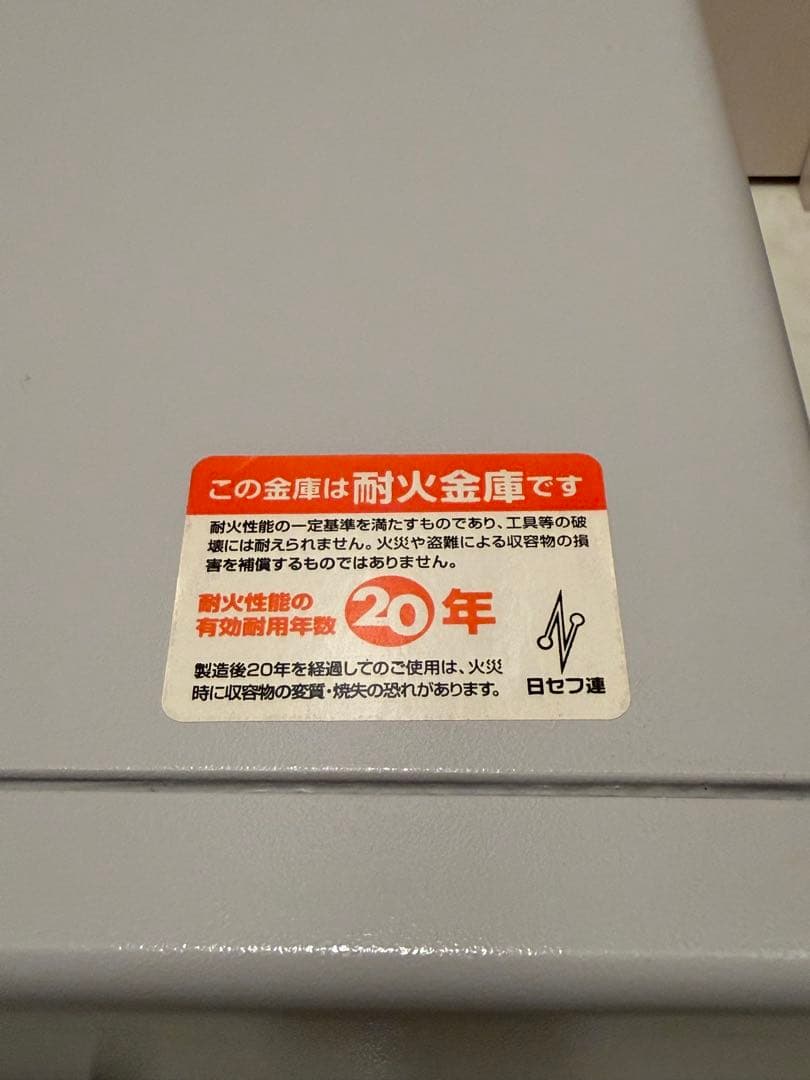 この金庫は耐火金庫です
耐火性能の一定基準を満たすものであり、工具等の破
壊には耐えられません。火災や盗難による収容物の損
害を補償するものではありません。
耐火性能の
有効耐用年数
20年
製造後20年を経過してのご使用は、火災
時に収容物の変質・焼失の恐れがあります。
日セフ連